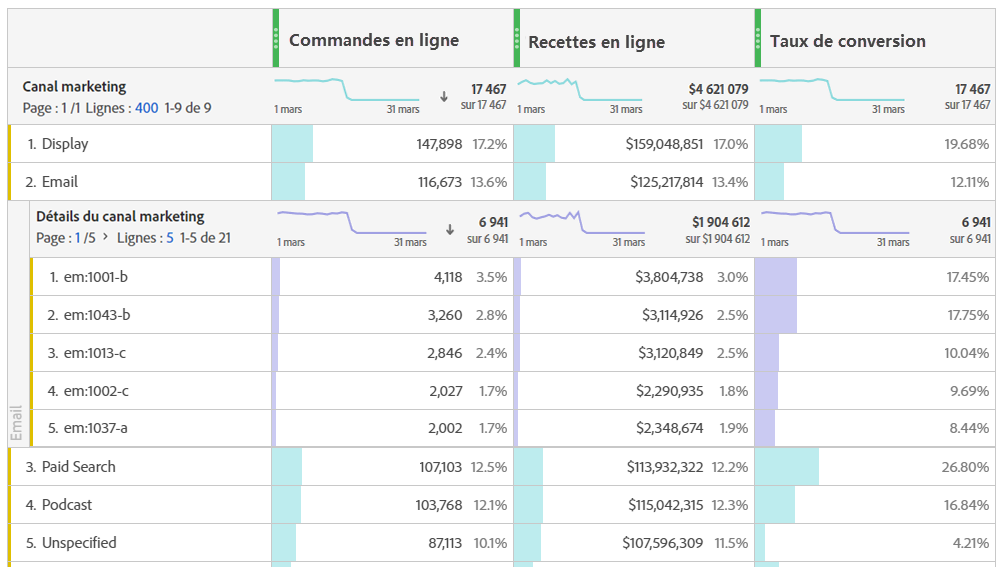 Commandes en ligne Recettes en ligne Taux de conversion
Canal marketing 17 467 $4 621 079 17 467
Page : 1 /1 Lignes : 400 1-9 de 9 1 mars 31 mars sur 17 467 1 mars 31 mars sur $4 621 079 1 mars 31 mars sur 17 467
1. Display 147,898 17.2% $159,048,851 17.0% 19.68%
2. Email 116,673 13.6% $125,217,814 13.4% 12.11%
Détails du canal marketing 6 941 $1 904 612 6 941
Page : 1 /5 > Lignes : 5 1-5 de 21 1 mars 31 mars sur 6 941 1 mars 31 mars sur $1 904 612 1 mars 31 mars sur 6 941
1. em:1001-b 4,118 3.5% $3,804,738 3.0% 17.45%
2. em:1043-b 3,260 2.8% $3,114,926 2.5% 17.75%
3. em:1013-c 2,846 2.4% $3,120,849 2.5% 10.04%
4. em:1002-c 2,027 1.7% $2,290,935 1.8% 9.69%
5. em:1037-a 2,002 1.7% $2,348,674 1.9% 8.44%
Email
3. Paid Search 107,103 12.5% $113,932,322 12.2% 26.80%
4. Podcast 103,768 12.1% $115,042,315 12.3% 16.84%
5. Unspecified 87,113 10.1% $107,596,309 11.5% 4.21%